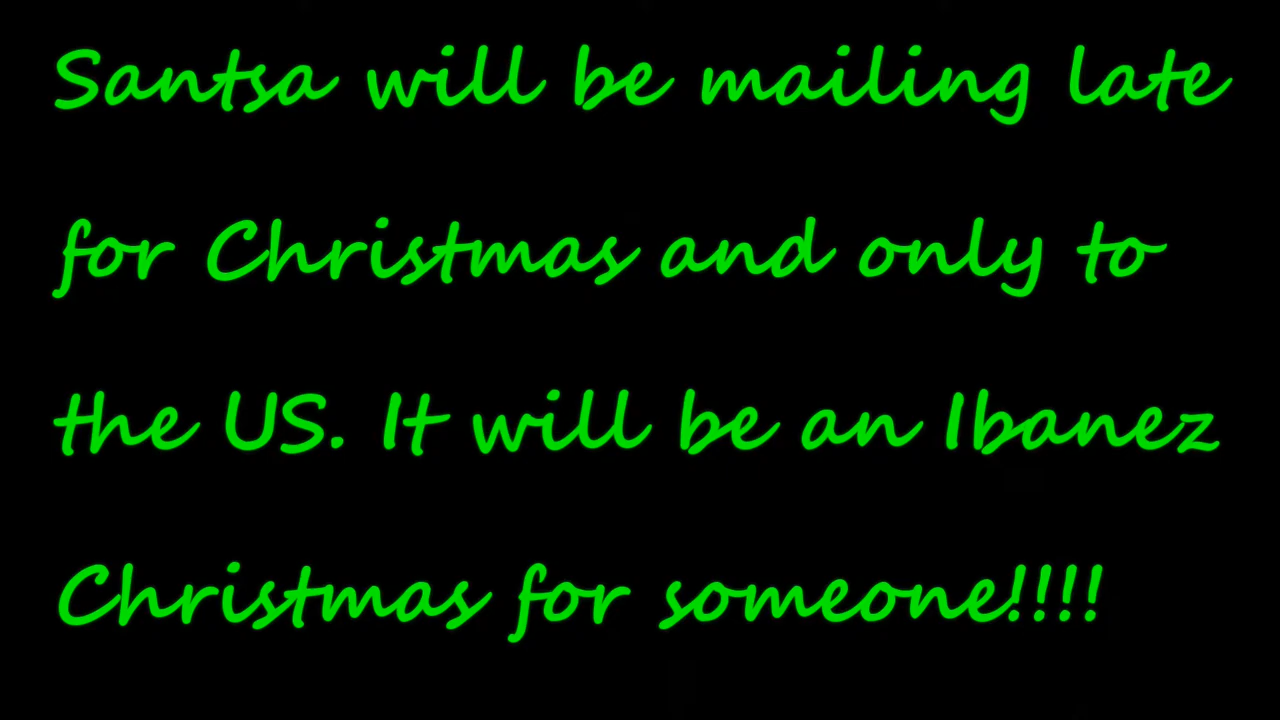 Santsa will be mailing late
for Christmas and only to
the US. It will be an Ibanez
Christmas for someone!!!!